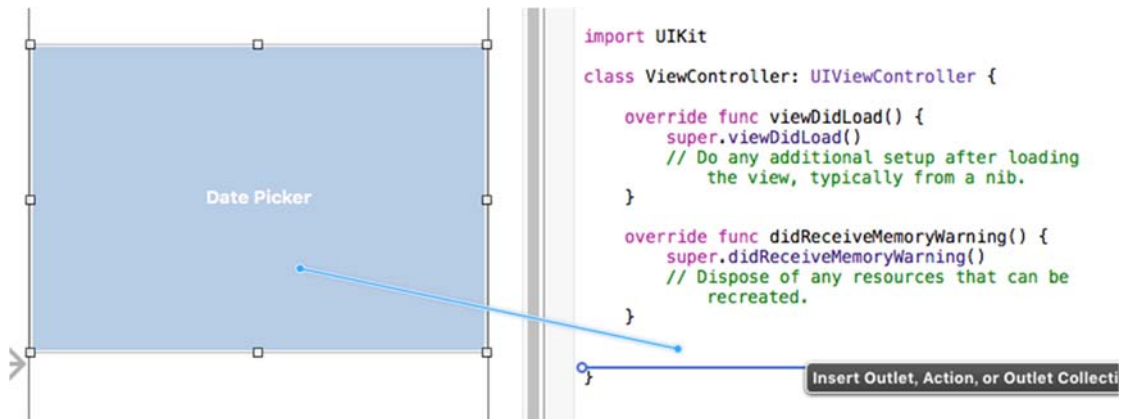 Date Picker
import UIKit
class ViewController: UIViewController {
override func viewDidLoad() {
super.viewDidLoad()
// Do any additional setup after loading
the view, typically from a nib.
}
override func didReceiveMemoryWarning() {
super.didReceiveMemoryWarning()
// Dispose of any resources that can be
recreated.
}
}
Insert Outlet, Action, or Outlet Collecti